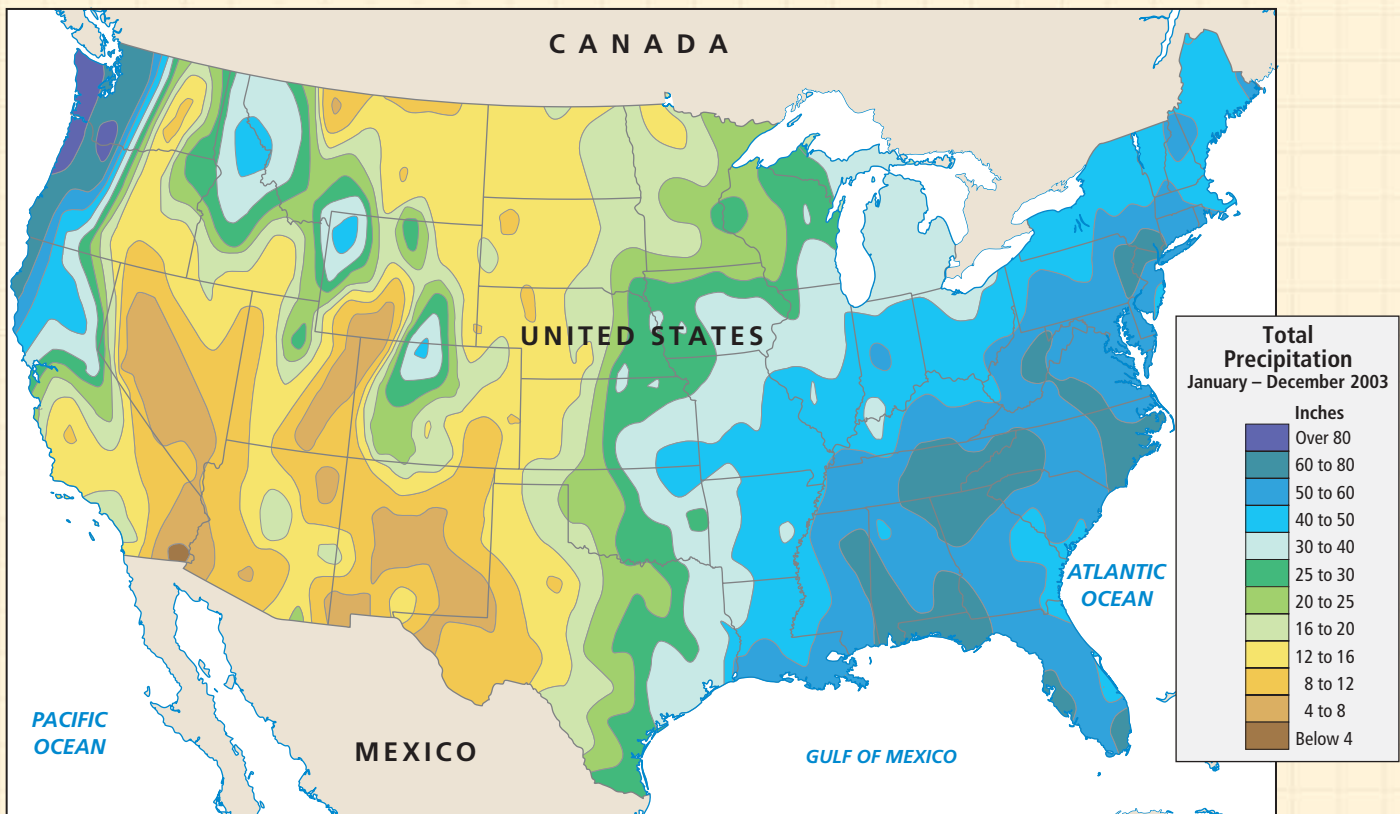 CANADA
UNITED STATES
MEXICO
PACIFIC
OCEAN
ATLANTIC
OCEAN
GULF OF MEXICO
Total
Precipitation
January – December 2003
Inches
Over 80
60 to 80
50 to 60
40 to 50
30 to 40
25 to 30
20 to 25
16 to 20
12 to 16
8 to 12
4 to 8
Below 4